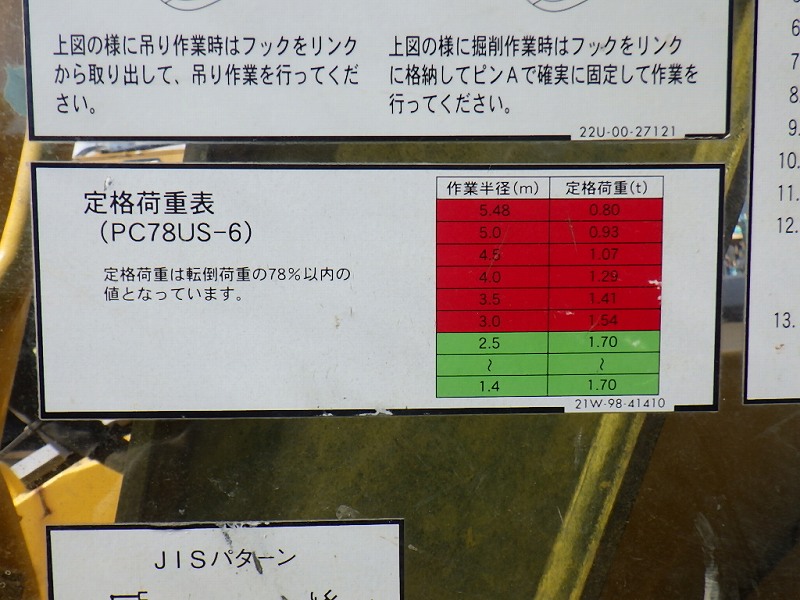 上図の様に吊り作業時はフックをリンク
から取り出して、吊り作業を行ってくだ
さい。
上図の様に掘削作業時はフックをリンク
に格納してピンAで確実に固定して作業を
行ってください。
22U-00-27121
定格荷重表
(PC78US-6)
定格荷重は転倒荷重の78%以内の
値となっています。
作業半径(m) 定格荷重(t)
5.48 0.80
5.0 0.93
4.5 1.07
4.0 1.29
3.5 1.41
3.0 1.54
2.5 1.70
~ ~
1.4 1.70
21W-98-41410
6
7.
8.
9.
10.
11.
12.
13.
JISパターン